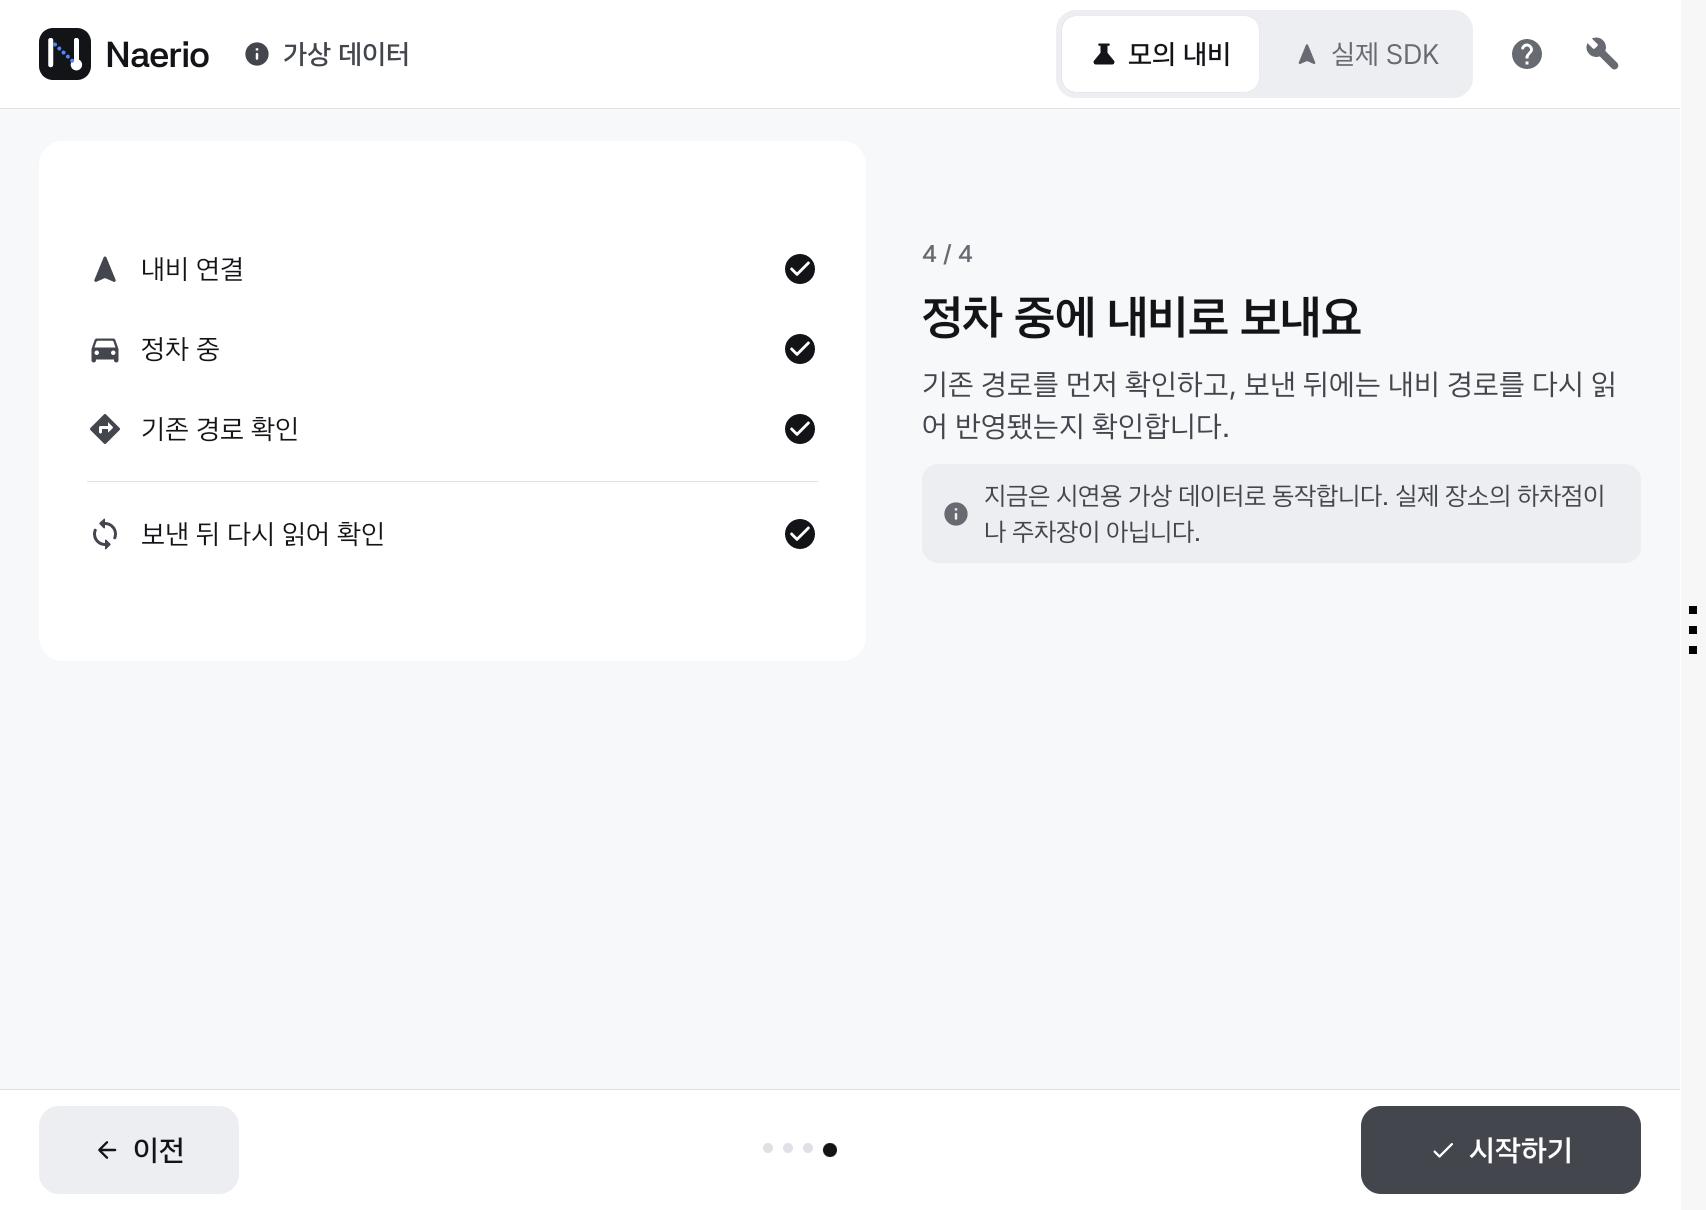 Naerio
가상 데이터
모의 내비
실제 SDK
내비 연결
정차 중
기존 경로 확인
보낸 뒤 다시 읽어 확인
4 / 4
정차 중에 내비로 보내요
기존 경로를 먼저 확인하고, 보낸 뒤에는 내비 경로를 다시 읽
어 반영됐는지 확인합니다.
지금은 시연용 가상 데이터로 동작합니다. 실제 장소의 하차점이
나 주차장이 아닙니다.
이전
시작하기